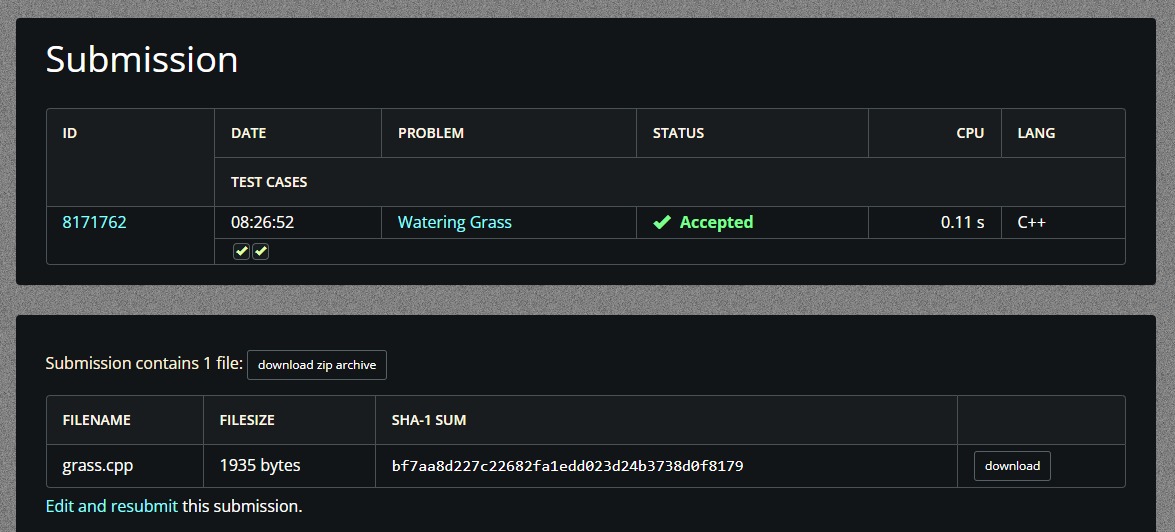 Submission
ID DATE PROBLEM STATUS CPU LANG
TEST CASES
8171762 08:26:52 Watering Grass Accepted 0.11 s C++
Submission contains 1 file: download zip archive
FILENAME FILESIZE SHA-1 SUM
grass.cpp 1935 bytes bf7aa8d227c22682fa1edd023d24b3738d0f8179 download
Edit and resubmit this submission.